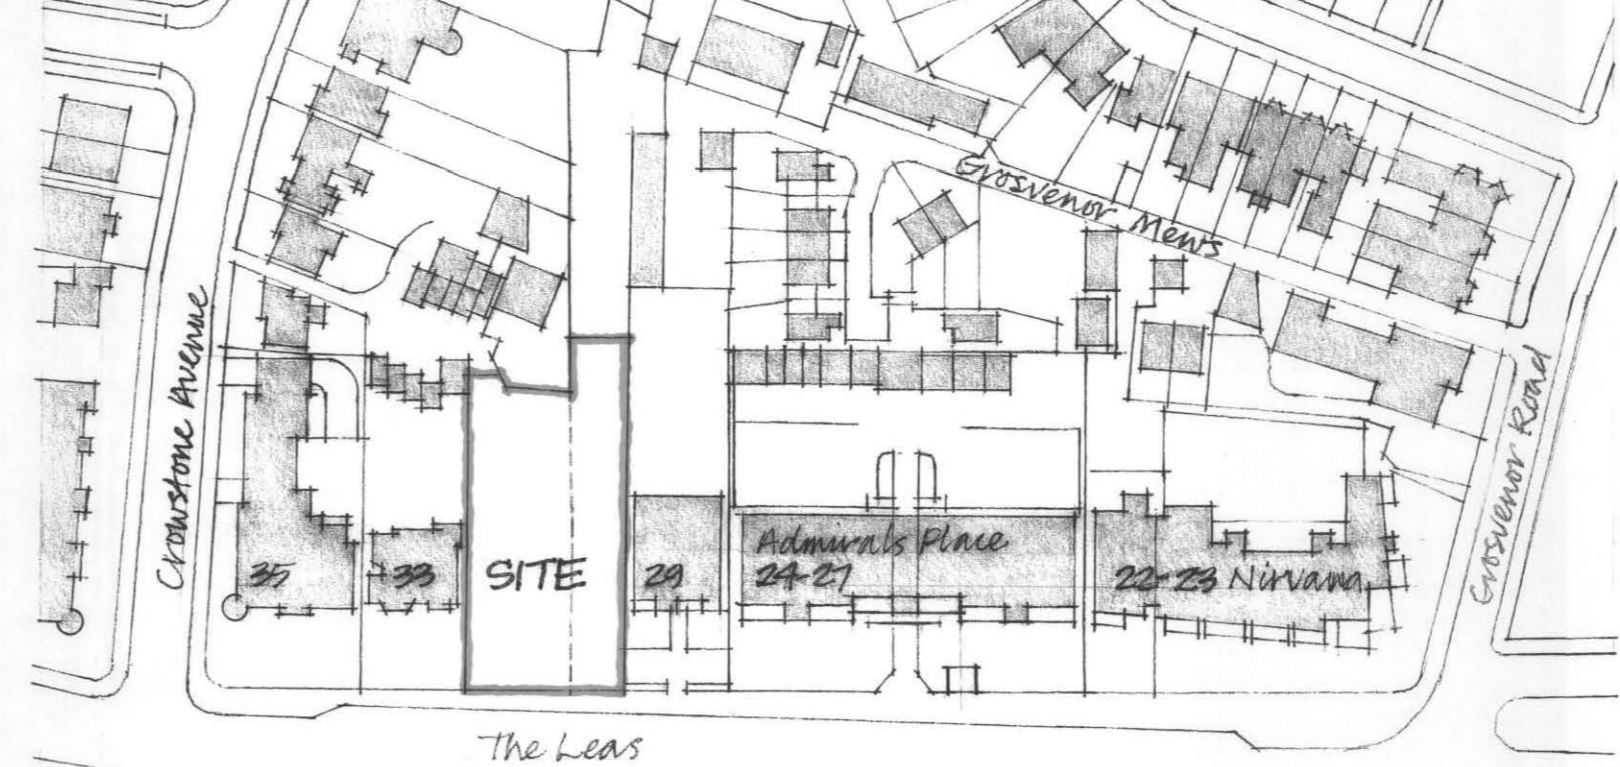 Grosvenor Mews
Crowstone Avenue
Grosvenor Road
Admirals Place
35
33
SITE
29
24-27
22-23 Nirvana
The Leas